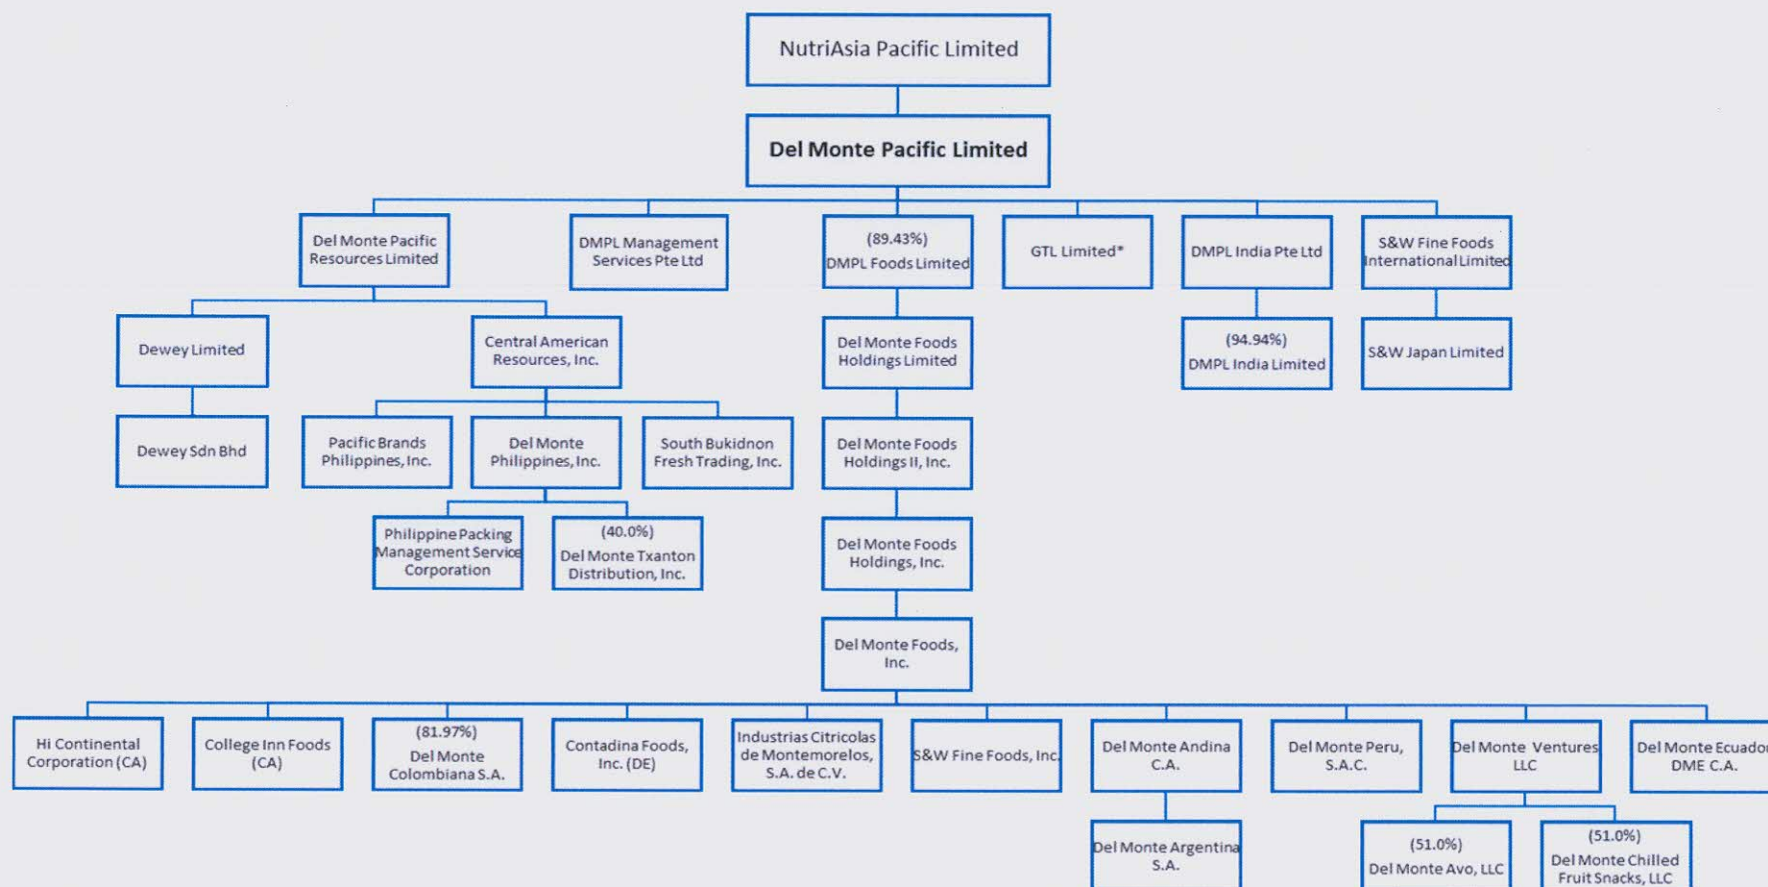 NutriAsia Pacific Limited
Del Monte Pacific Limited
Del Monte Pacific
Resources Limited
DMPL Management
Services Pte Ltd
(89.43%)
DMPL Foods Limited
GTL Limited*
DMPL India Pte Ltd
S&W Fine Foods
International Limited
Dewey Limited
Central American
Resources, Inc.
Del Monte Foods
Holdings Limited
(94.94%)
DMPL India Limited
S&W Japan Limited
Dewey Sdn Bhd
Pacific Brands
Philippines, Inc.
Del Monte
Philippines, Inc.
South Bukidnon
Fresh Trading, Inc.
Del Monte Foods
Holdings II, Inc.
Philippine Packing
Management Service
Corporation
(40.0%)
Del Monte Txanton
Distribution, Inc.
Del Monte Foods
Holdings, Inc.
Del Monte Foods,
Inc.
Hi Continental
Corporation (CA)
College Inn Foods
(CA)
(81.97%)
Del Monte
Colombiana S.A.
Contadina Foods,
Inc. (DE)
Industrias Citricolas
de Montemorelos,
S.A. de C.V.
S&W Fine Foods, Inc.
Del Monte Andina
C.A.
Del Monte Peru,
S.A.C.
Del Monte Ventures
LLC
Del Monte Ecuador
DME C.A.
Del Monte Argentina
S.A.
(51.0%)
Del Monte Avo, LLC
(51.0%)
Del Monte Chilled
Fruit Snacks, LLC